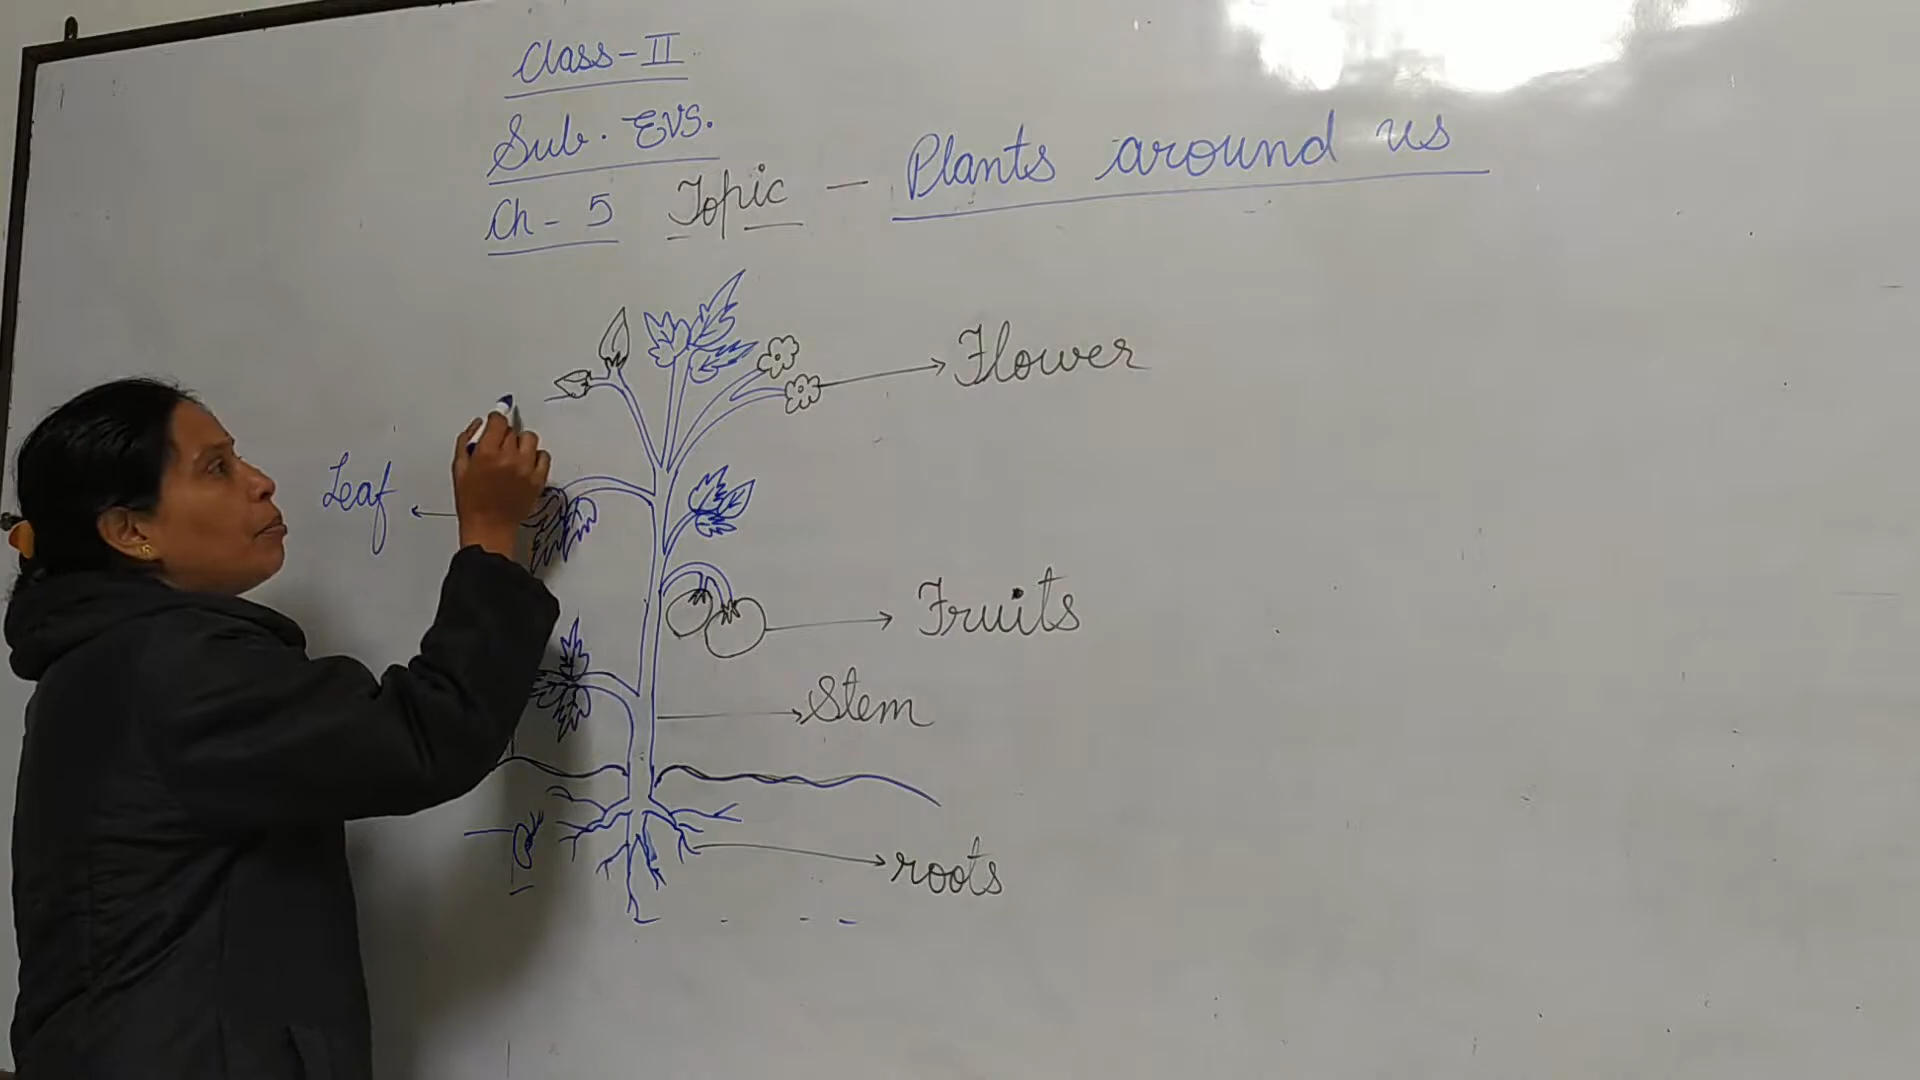 Class-II
Sub. EVS.
Ch- 5 Topic - Plants around us
Flower
Leaf
Fruits
Stem
roots